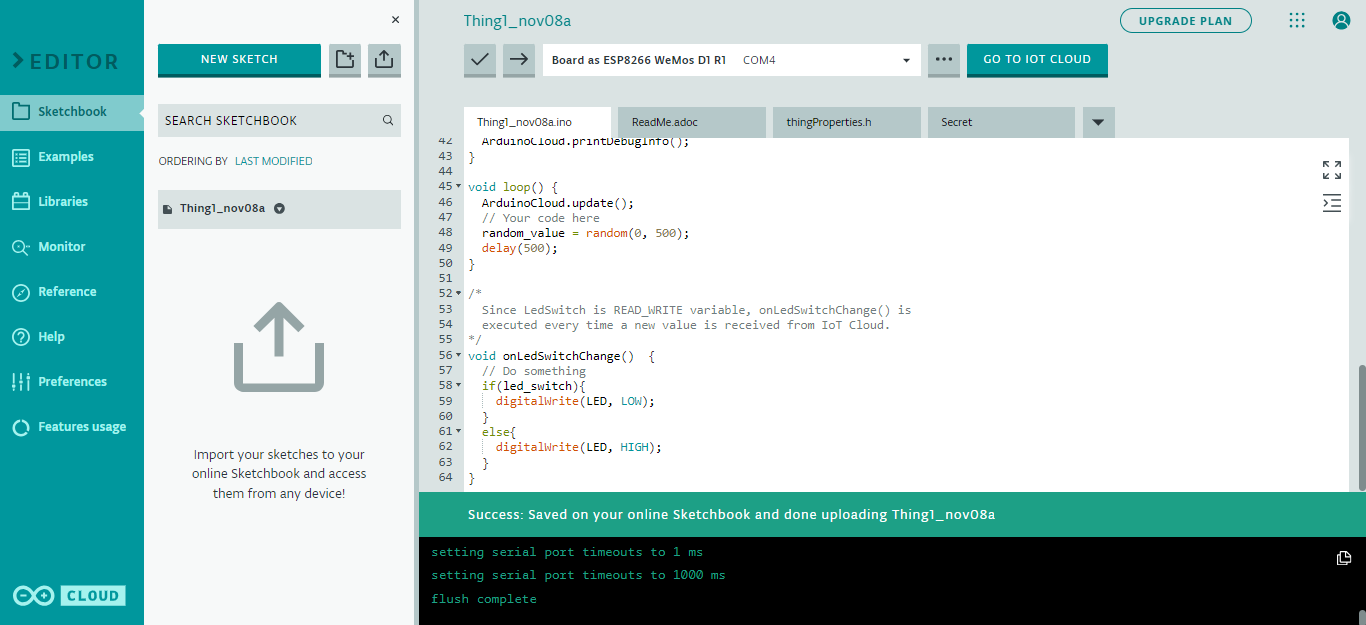 EDITOR
Sketchbook
Examples
Libraries
Monitor
Reference
Help
Preferences
Features usage
CLOUD
×
NEW SKETCH
SEARCH SKETCHBOOK
ORDERING BY LAST MODIFIED
Thing1_nov08a
Import your sketches to your
online Sketchbook and access
them from any device!
Thing1_nov08a
UPGRADE PLAN
Board as ESP8266 WeMos D1 R1 COM4
GO TO IOT CLOUD
Thing1_nov08a.ino ReadMe.adoc thingProperties.h Secret
42 ArduinoCloud.printDebugInfo();
43 }
44
45 void loop() {
46 ArduinoCloud.update();
47 // Your code here
48 random_value = random(0, 500);
49 delay(500);
50 }
51
52 /*
53 Since LedSwitch is READ_WRITE variable, onLedSwitchChange() is
54 executed every time a new value is received from IoT Cloud.
55 */
56 void onLedSwitchChange() {
57 // Do something
58 if(led_switch){
59 digitalWrite(LED, LOW);
60 }
61 else{
62 digitalWrite(LED, HIGH);
63 }
64 }
Success: Saved on your online Sketchbook and done uploading Thing1_nov08a
setting serial port timeouts to 1 ms
setting serial port timeouts to 1000 ms
flush complete